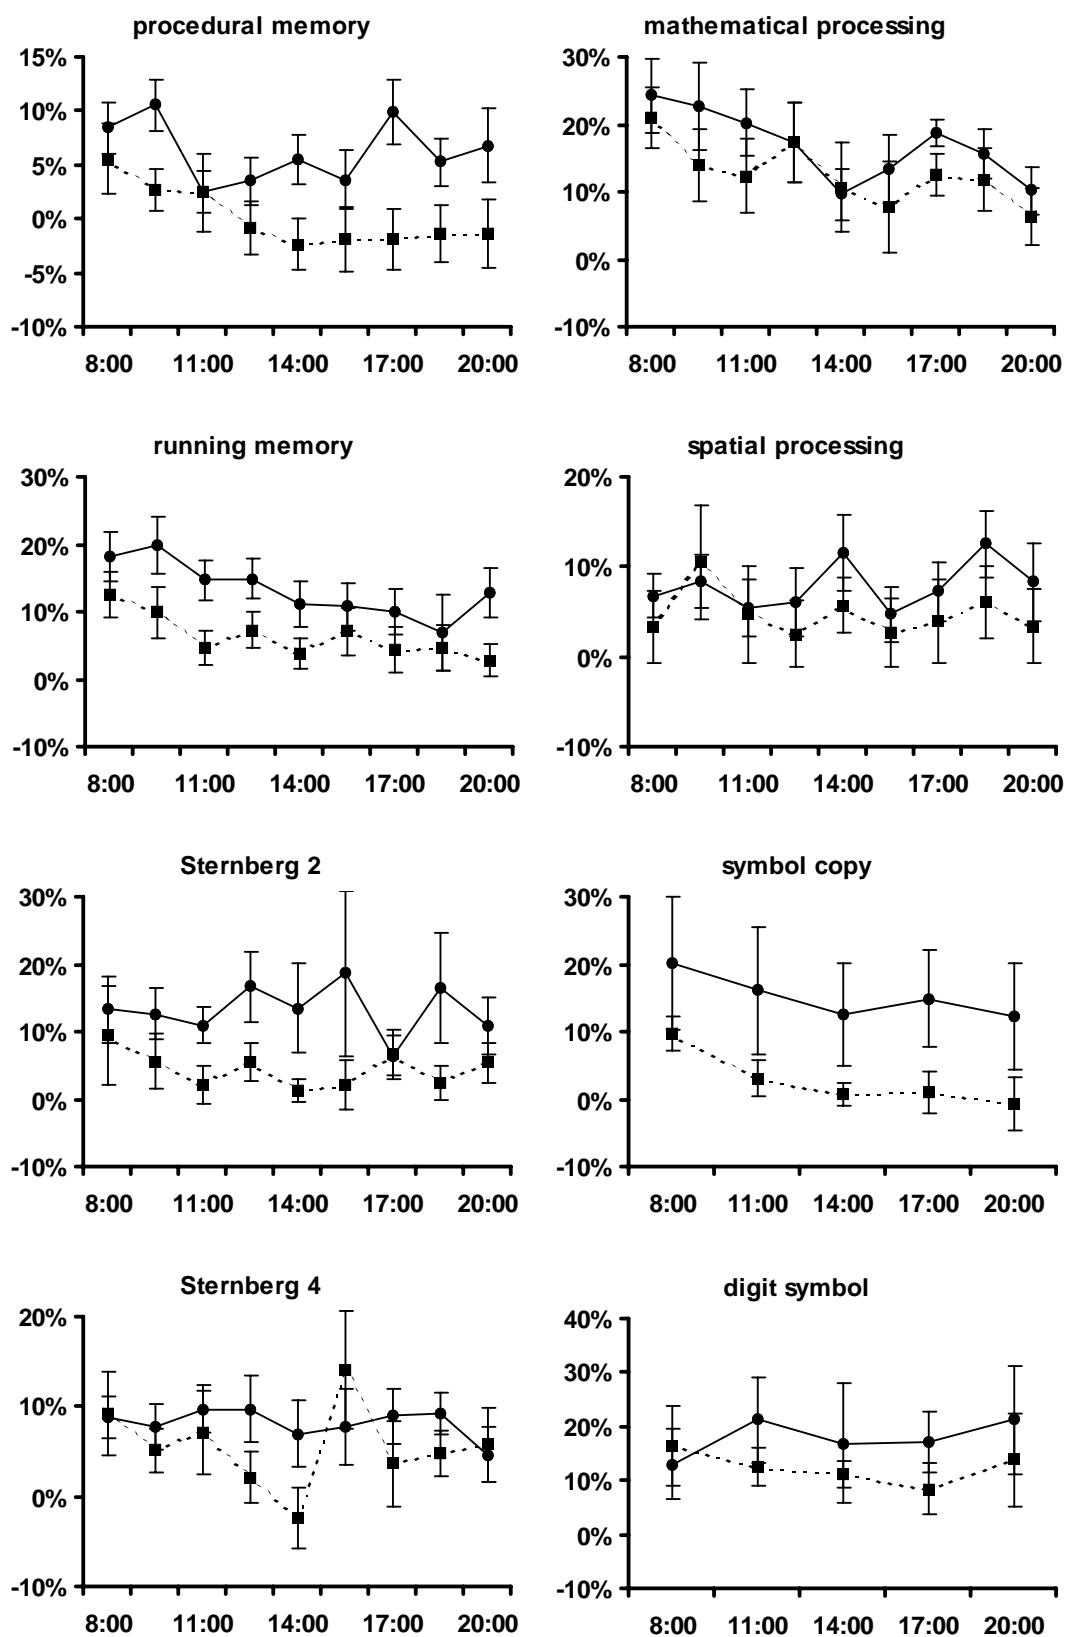 procedural memory
15%
10%
5%
0%
-5%
-10%
8:00 11:00 14:00 17:00 20:00
mathematical processing
30%
20%
10%
0%
-10%
8:00 11:00 14:00 17:00 20:00
running memory
30%
20%
10%
0%
-10%
8:00 11:00 14:00 17:00 20:00
spatial processing
20%
10%
0%
-10%
8:00 11:00 14:00 17:00 20:00
Sternberg 2
30%
20%
10%
0%
-10%
8:00 11:00 14:00 17:00 20:00
symbol copy
30%
20%
10%
0%
-10%
8:00 11:00 14:00 17:00 20:00
Sternberg 4
20%
10%
0%
-10%
8:00 11:00 14:00 17:00 20:00
digit symbol
40%
30%
20%
10%
0%
-10%
8:00 11:00 14:00 17:00 20:00